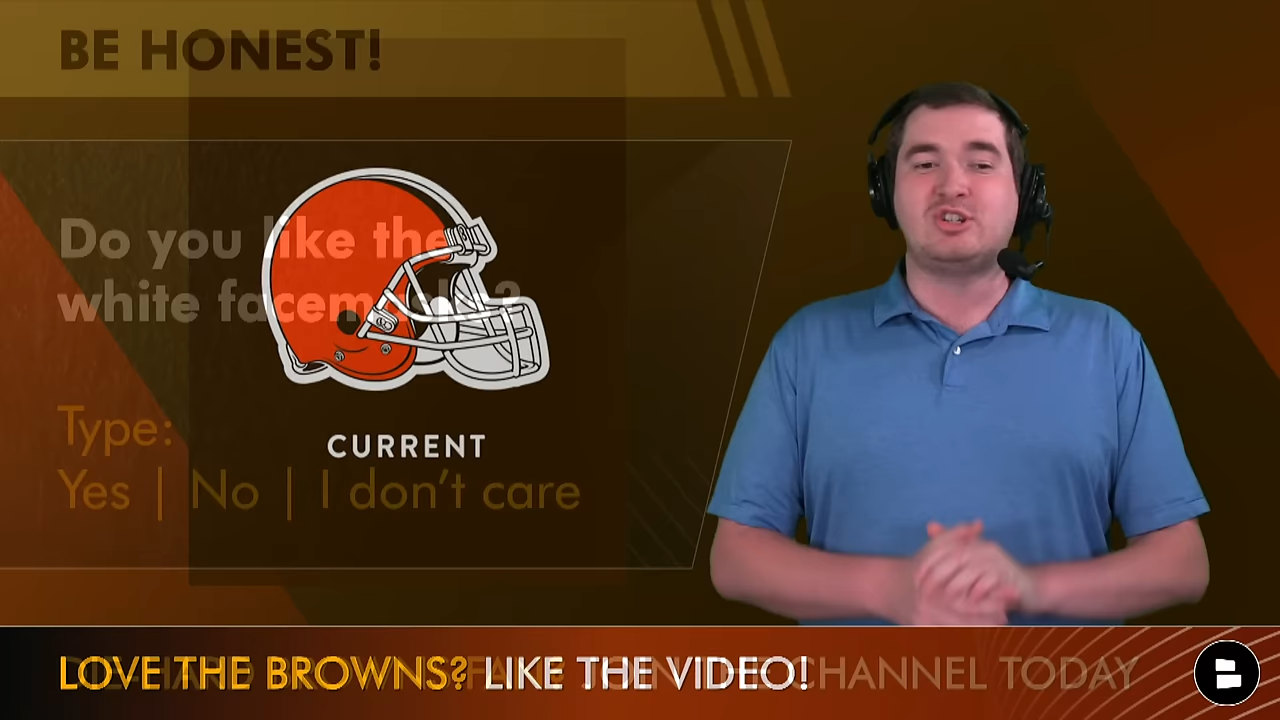 BE HONEST!
Do you like the
white facemasks?
CURRENT
Type:
Yes | No | I don't care
LOVE THE BROWNS? LIKE THE VIDEO!
CHANNEL TODAY